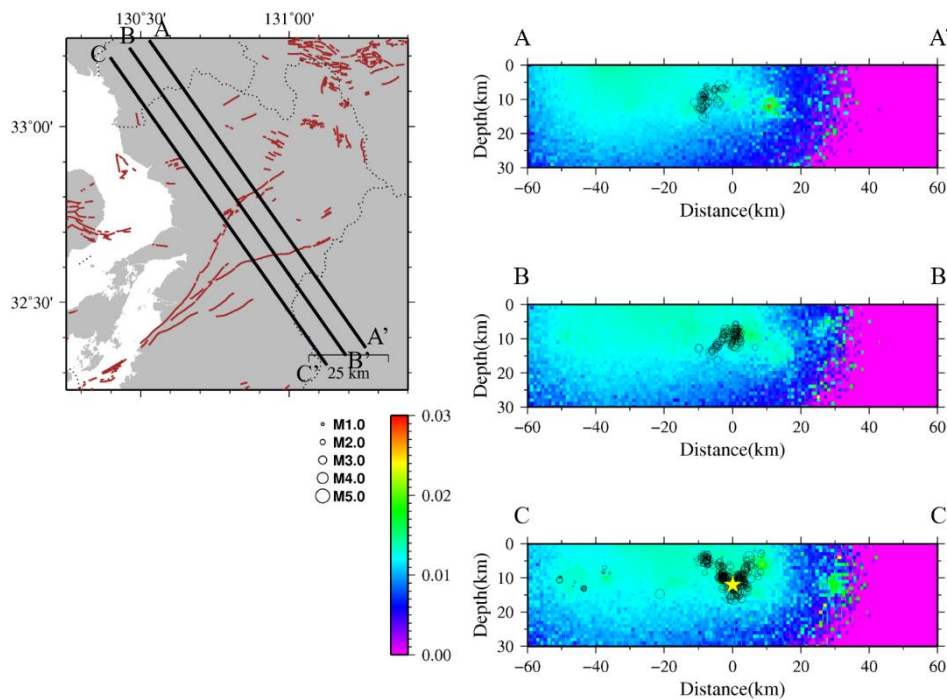 130°30' 131°00'
A
B
C
33°00'
32°30'
A'
B'
C'
25 km
M1.0
M2.0
M3.0
M4.0
M5.0
0.03
0.02
0.01
0.00
A A'
0
10
20
30
Depth(km)
−60 −40 −20 0 20 40 60
Distance(km)
B B'
0
10
20
30
Depth(km)
−60 −40 −20 0 20 40 60
Distance(km)
C C'
0
10
20
30
Depth(km)
−60 −40 −20 0 20 40 60
Distance(km)